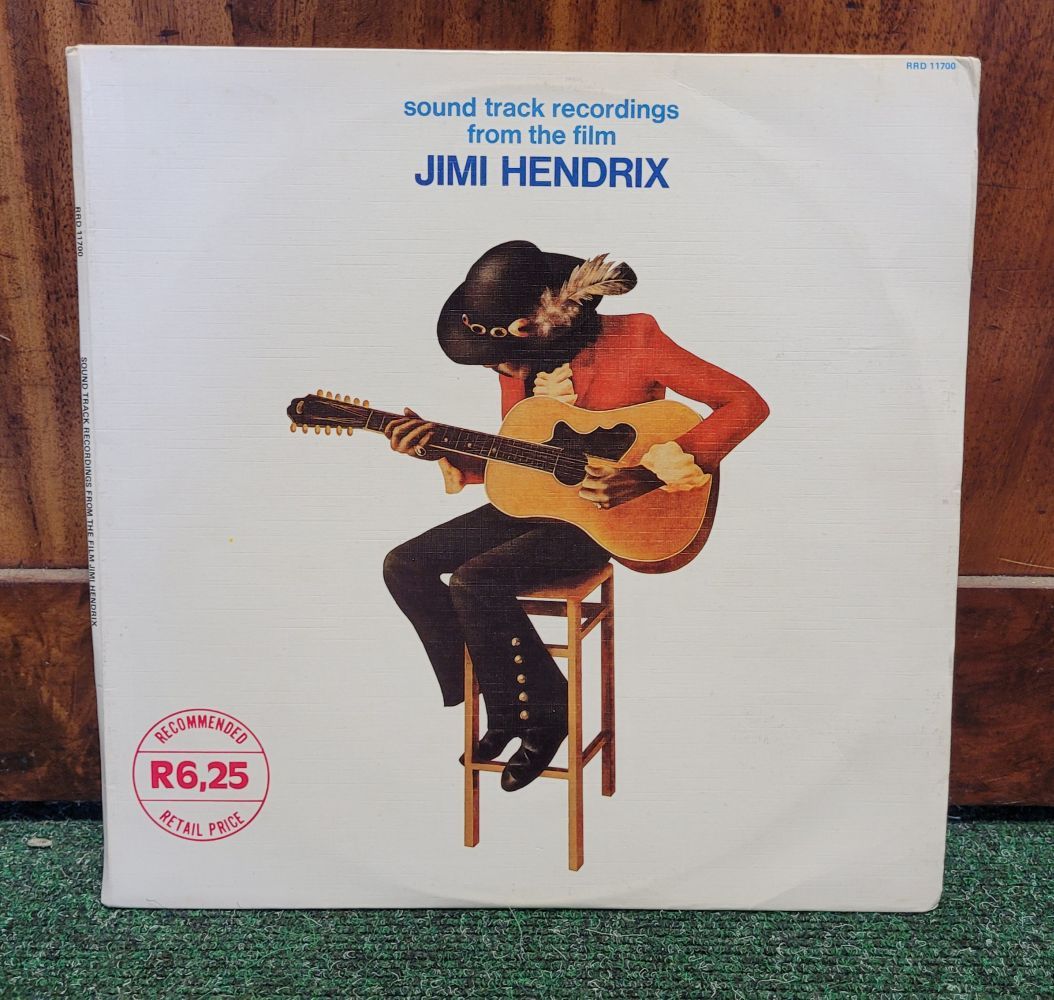 RRD 11700
sound track recordings
from the film
JIMI HENDRIX
RRD 11700
SOUND TRACK RECORDINGS FROM THE FILM JIMI HENDRIX
RECOMMENDED
R6,25
RETAIL PRICE